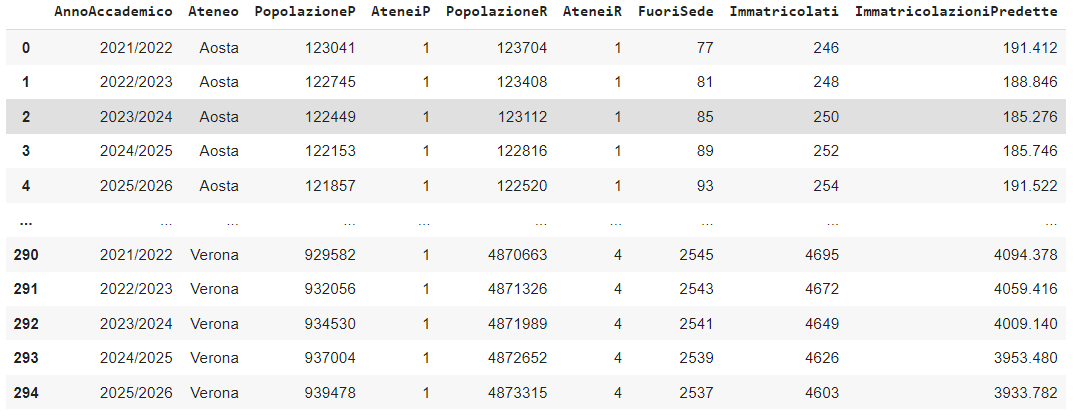 AnnoAccademico Ateneo PopolazioneP AteneiP PopolazioneR AteneiR FuoriSede Immatricolati ImmatricolazioniPredette
0 2021/2022 Aosta 123041 1 123704 1 77 246 191.412
1 2022/2023 Aosta 122745 1 123408 1 81 248 188.846
2 2023/2024 Aosta 122449 1 123112 1 85 250 185.276
3 2024/2025 Aosta 122153 1 122816 1 89 252 185.746
4 2025/2026 Aosta 121857 1 122520 1 93 254 191.522
... ... ... ... ... ... ... ... ... ...
290 2021/2022 Verona 929582 1 4870663 4 2545 4695 4094.378
291 2022/2023 Verona 932056 1 4871326 4 2543 4672 4059.416
292 2023/2024 Verona 934530 1 4871989 4 2541 4649 4009.140
293 2024/2025 Verona 937004 1 4872652 4 2539 4626 3953.480
294 2025/2026 Verona 939478 1 4873315 4 2537 4603 3933.782